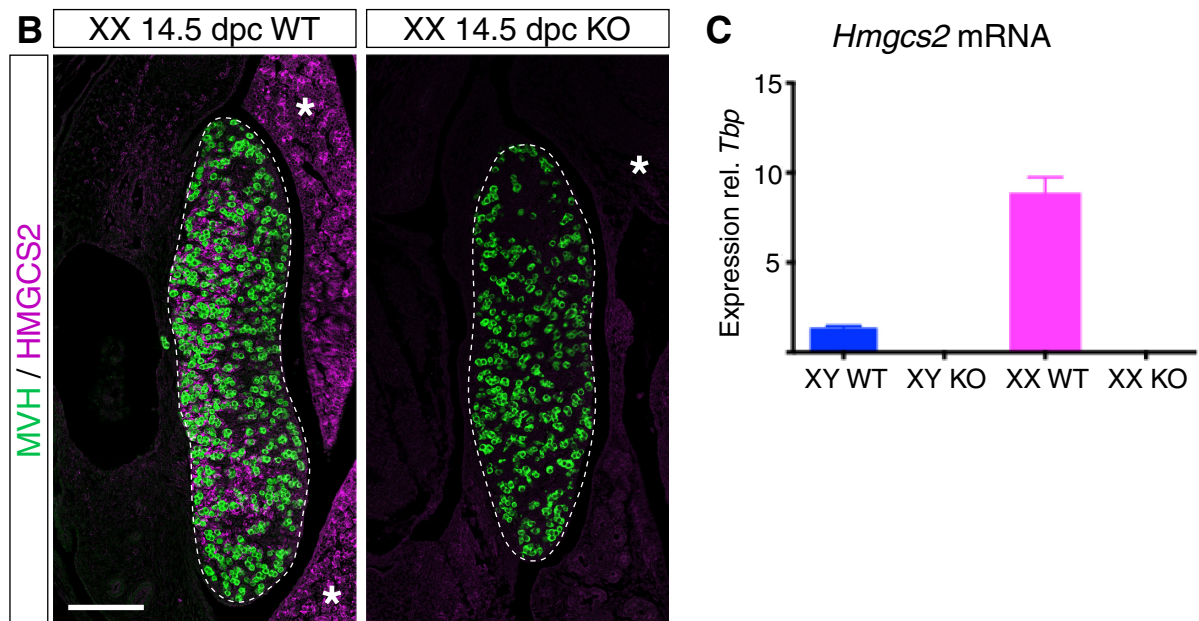 B
XX 14.5 dpc WT
XX 14.5 dpc KO
MVH / HMGCS2
*
*
*
C
Hmgcs2 mRNA
Expression rel. Tbp
15
10
5
XY WT
XY KO
XX WT
XX KO